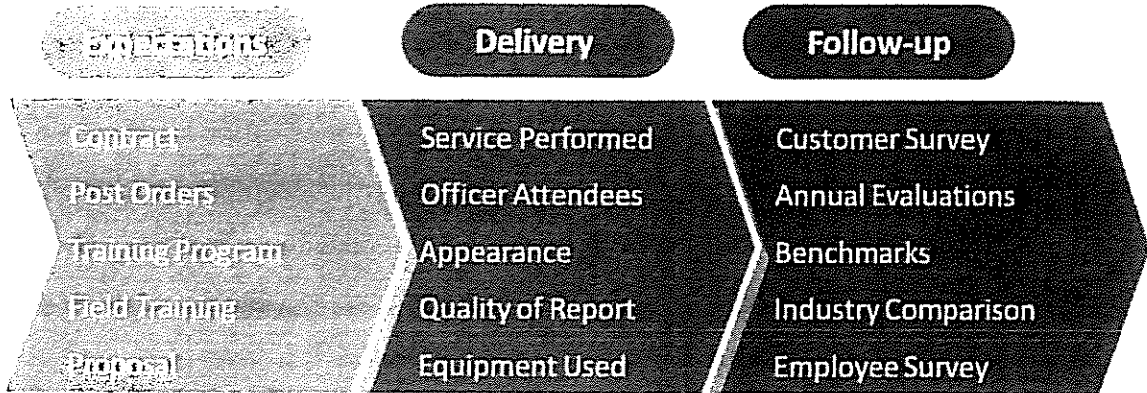 Expectations
Delivery
Follow-up
Contract
Post Orders
Training Program
Field Training
Proposal
Service Performed
Officer Attendees
Appearance
Quality of Report
Equipment Used
Customer Survey
Annual Evaluations
Benchmarks
Industry Comparison
Employee Survey